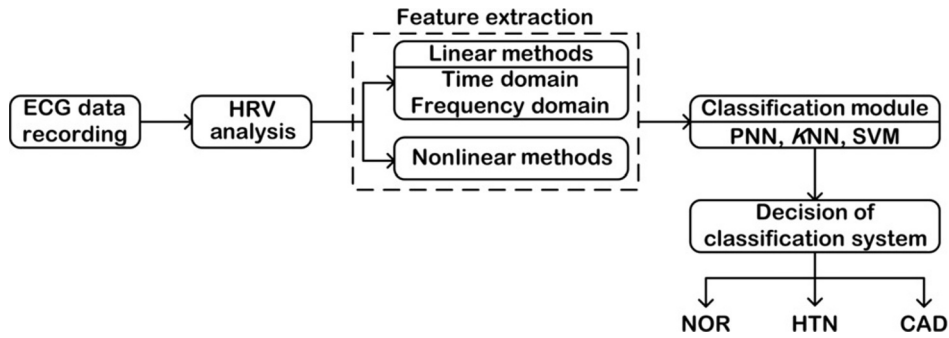 Feature extraction
ECG data
recording
HRV
analysis
Linear methods
Time domain
Frequency domain
Nonlinear methods
Classification module
PNN, KNN, SVM
Decision of
classification system
NOR
HTN
CAD